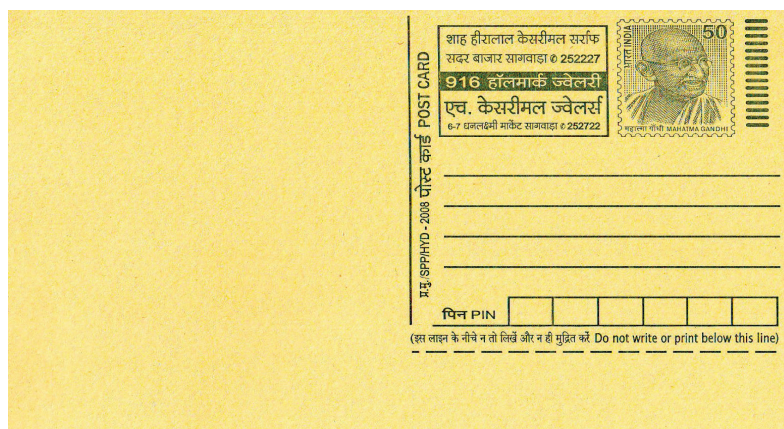 शाह हीरालाल केसरीमल सर्राफ
सदर बाजार सागवाड़ा ✆ 252227
916 हॉलमार्क ज्वेलरी
एच. केसरीमल ज्वेलर्स
6-7 धनलक्ष्मी मार्केट सागवाड़ा ✆ 252722
भारत INDIA
50
महात्मा गाँधी MAHATMA GANDHI
प्र.मु./SPP/HYD - 2008 पोस्ट कार्ड POST CARD
पिन PIN
(इस लाइन के नीचे न तो लिखें और न ही मुद्रित करें Do not write or print below this line)